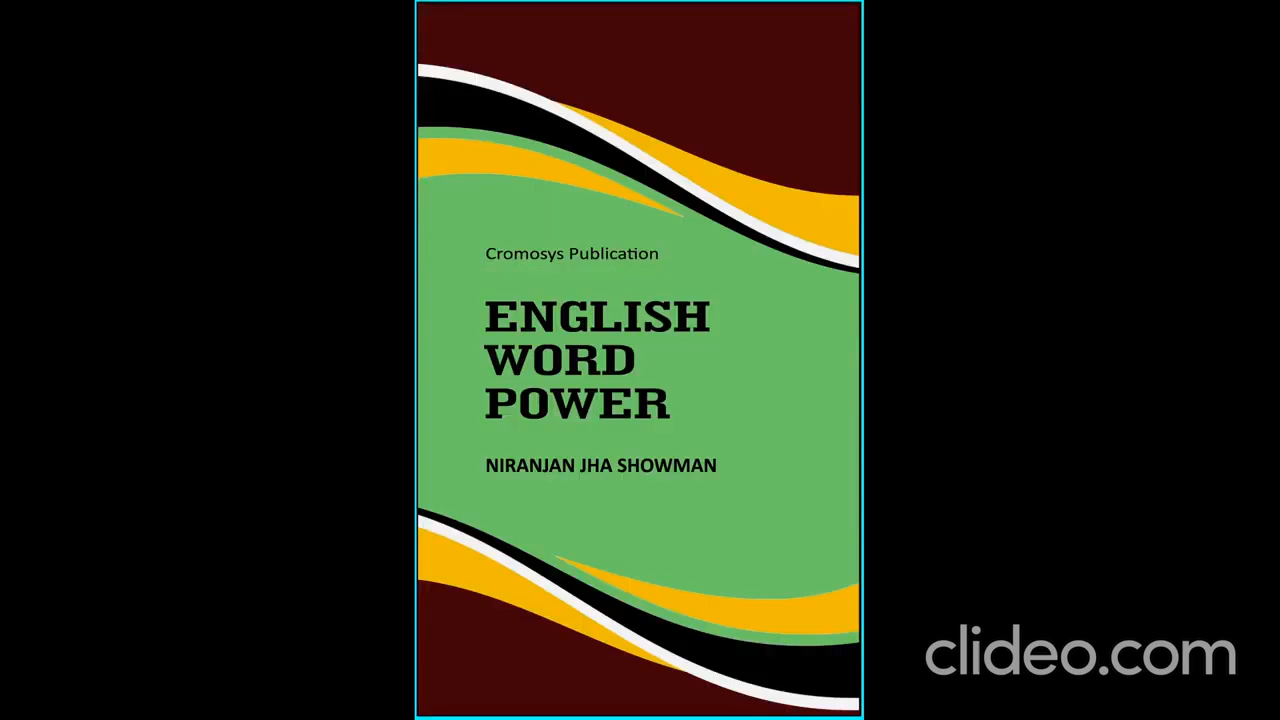 Cromosys Publication
ENGLISH
WORD
POWER
NIRANJAN JHA SHOWMAN
clideo.com